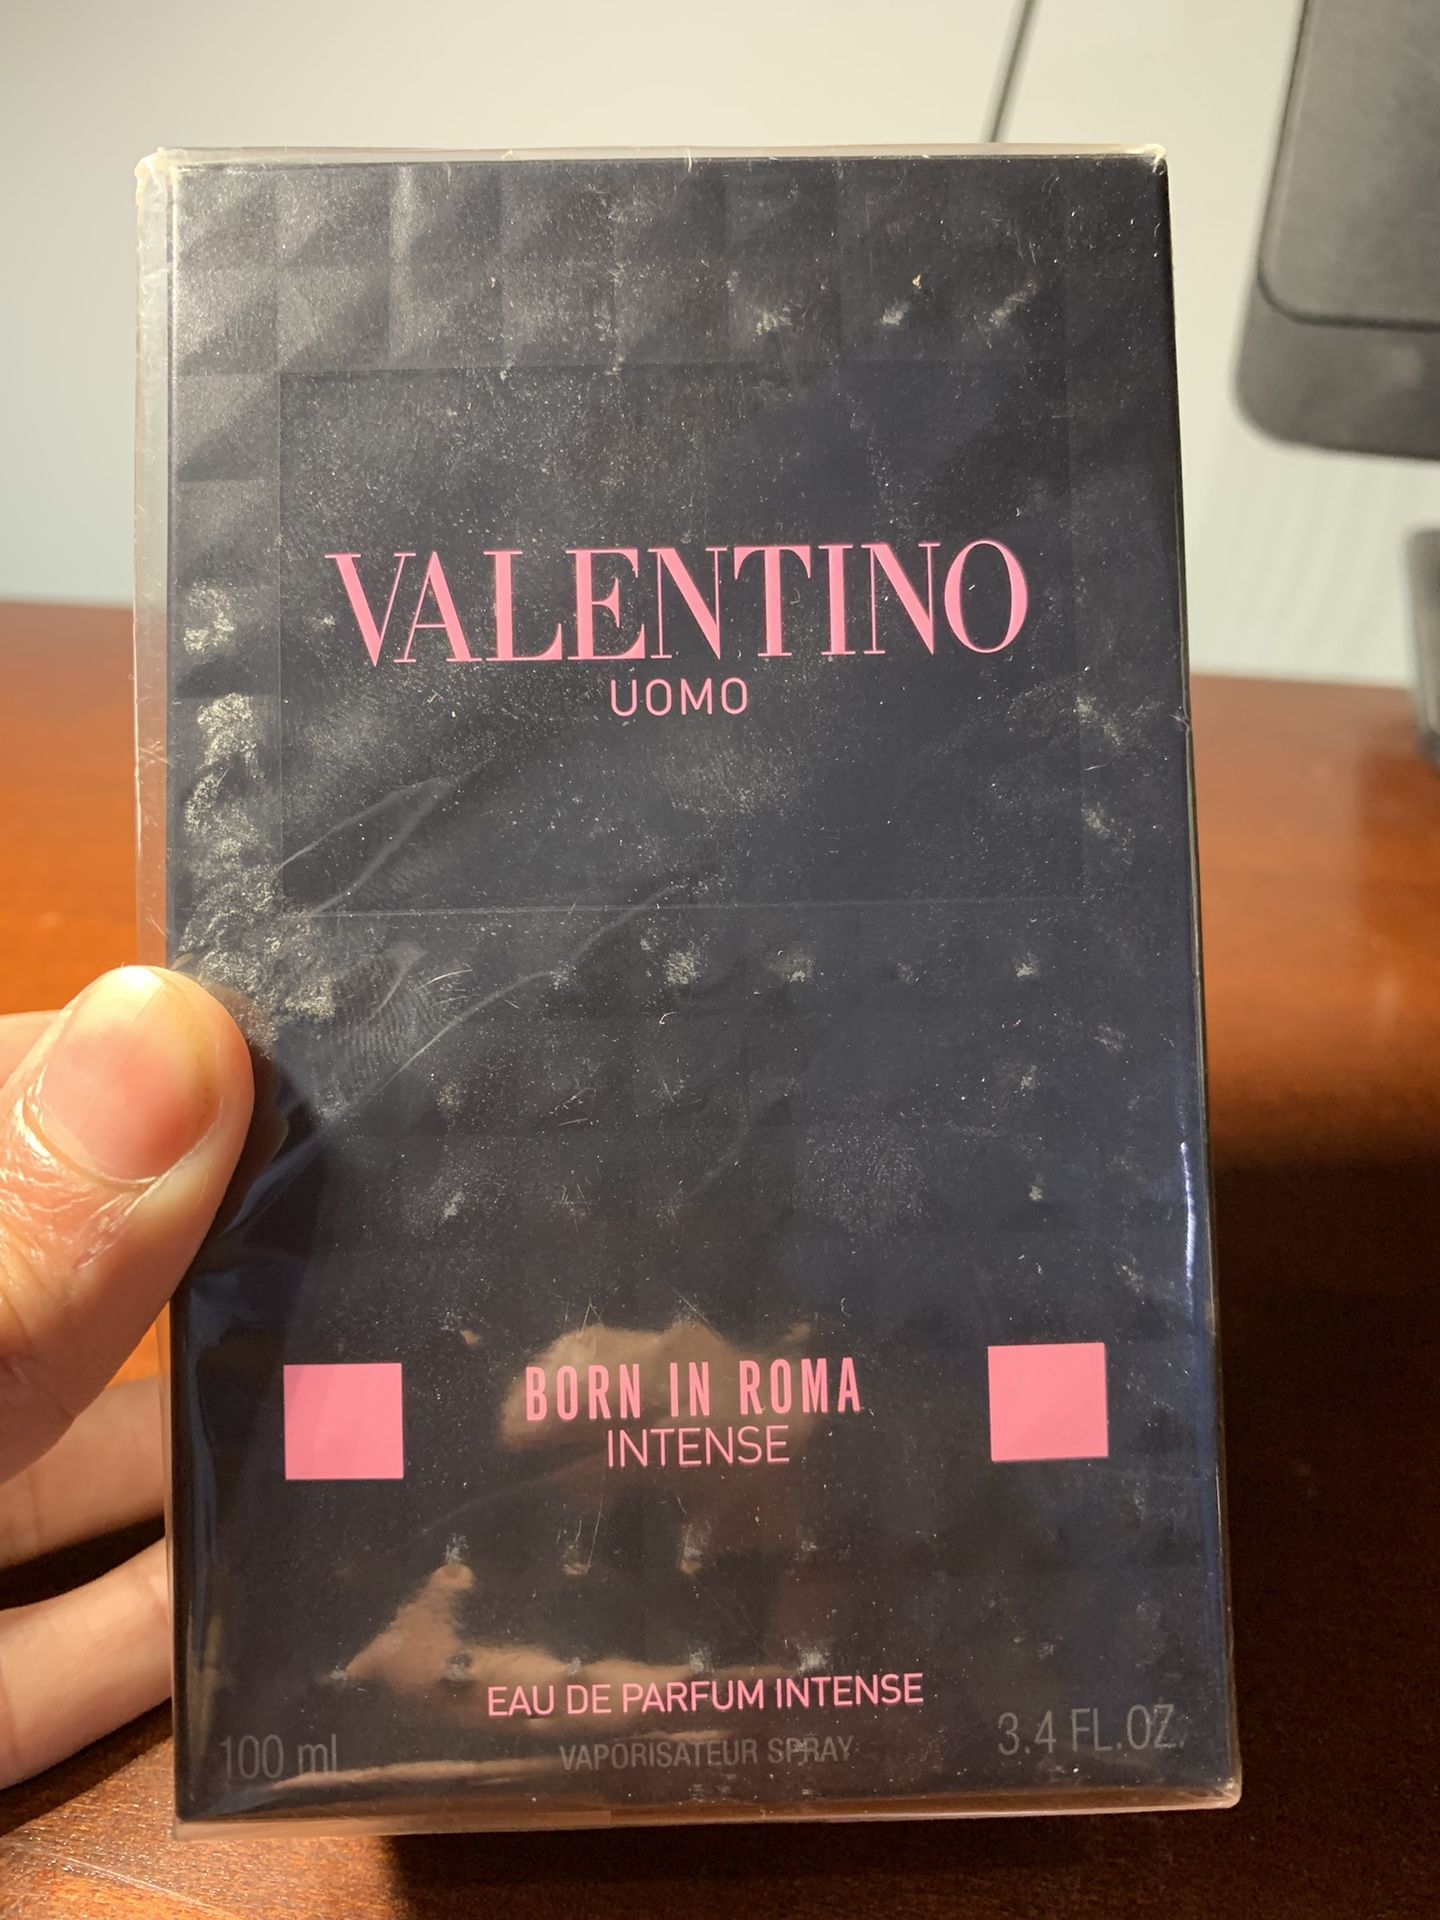 VALENTINO
UOMO
BORN IN ROMA
INTENSE
EAU DE PARFUM INTENSE
100 ml VAPORISATEUR SPRAY 3.4 FL.OZ.